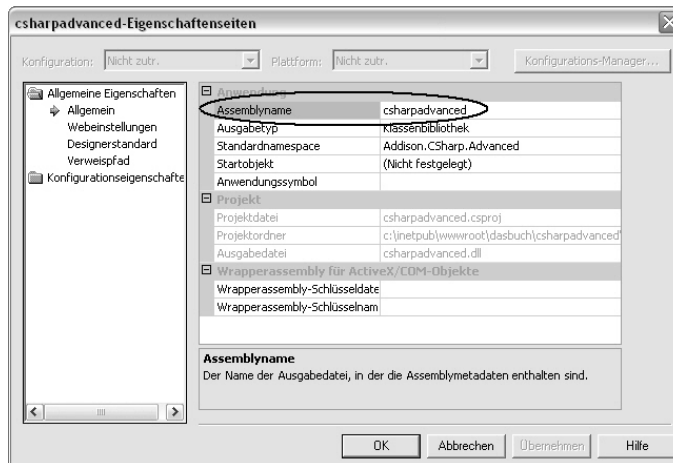 csharpadvanced-Eigenschaftenseiten
Konfiguration: Nicht zutr. Plattform: Nicht zutr. Konfigurations-Manager...
Allgemeine Eigenschaften
Allgemein
Webeinstellungen
Designerstandard
Verweispfad
Konfigurationseigenschafte
Anwendung
Assemblyname csharpadvanced
Ausgabetyp Klassenbibliothek
Standardnamespace Addison.CSharp.Advanced
Startobjekt (Nicht festgelegt)
Anwendungssymbol
Projekt
Projektdatei csharpadvanced.csproj
Projektordner c:\inetpub\wwwroot\dasbuch\csharpadvanced\
Ausgabedatei csharpadvanced.dll
Wrapperassembly für ActiveX/COM-Objekte
Wrapperassembly-Schlüsseldate
Wrapperassembly-Schlüsselnam
Assemblyname
Der Name der Ausgabedatei, in der die Assemblymetadaten enthalten sind.
OK Abbrechen Übernehmen Hilfe